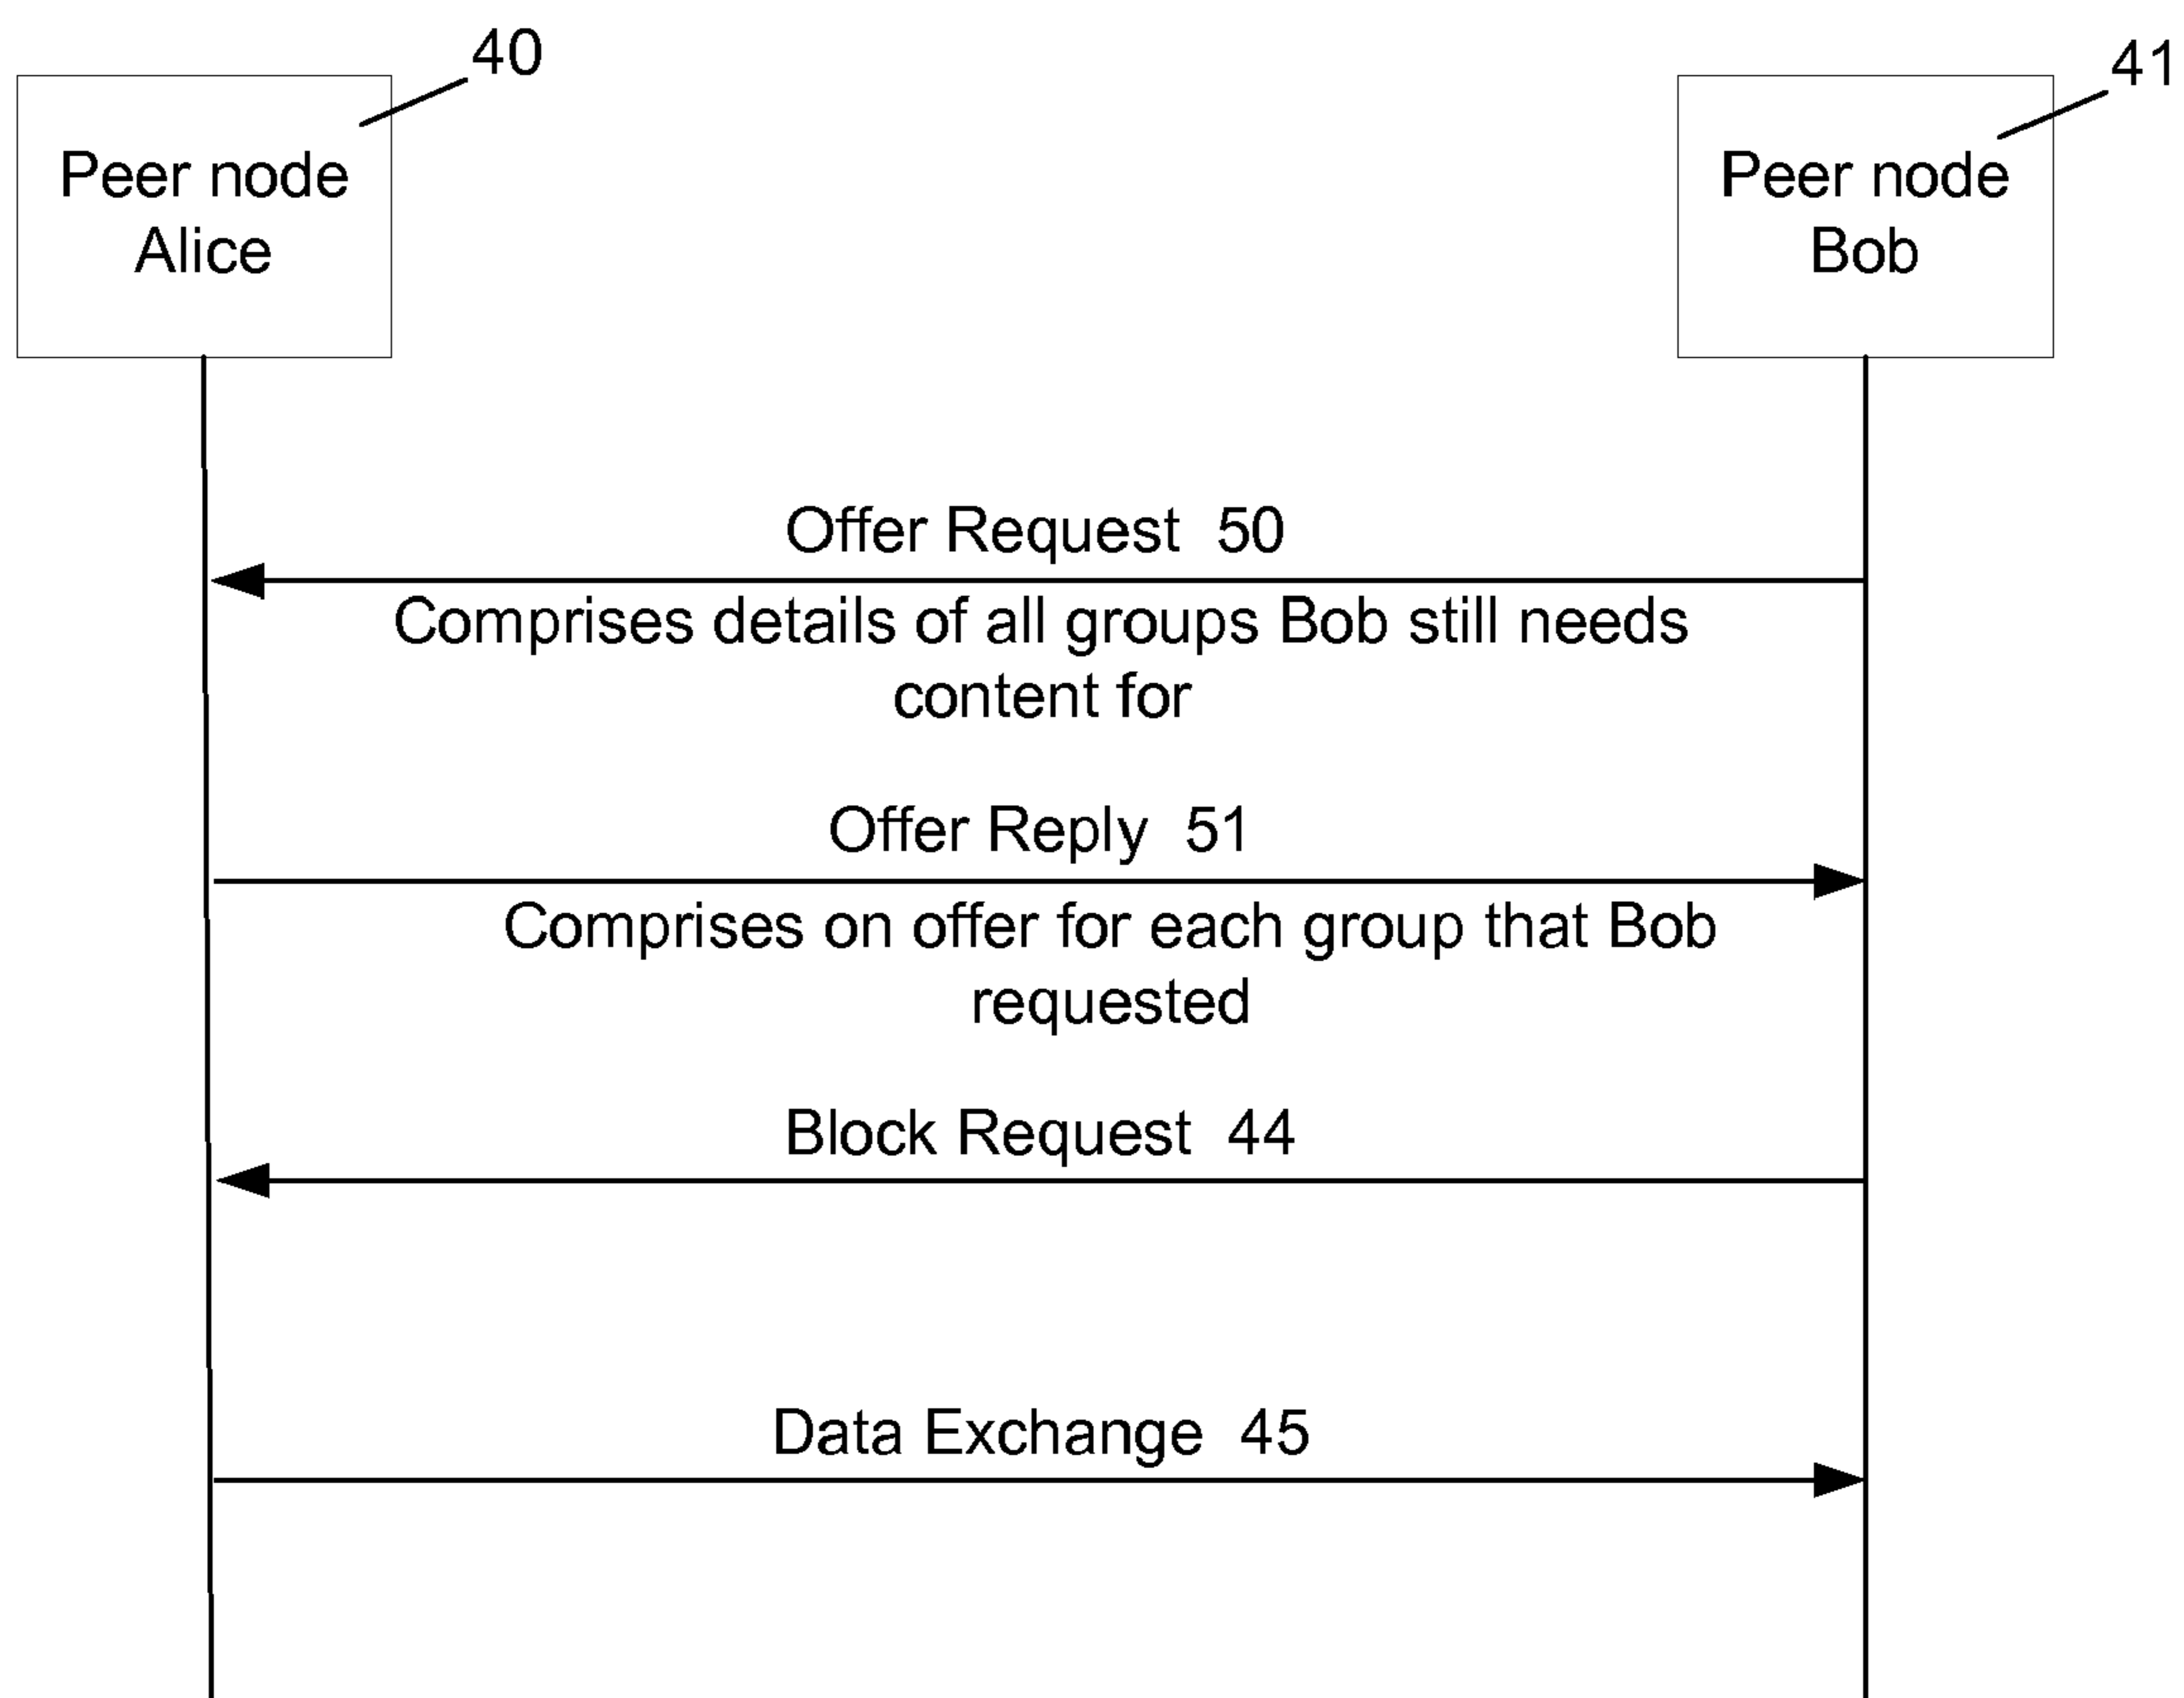 40
41
Peer node
Alice
Peer node
Bob
Offer Request 50
Comprises details of all groups Bob still needs
content for
Offer Reply 51
Comprises on offer for each group that Bob
requested
Block Request 44
Data Exchange 45